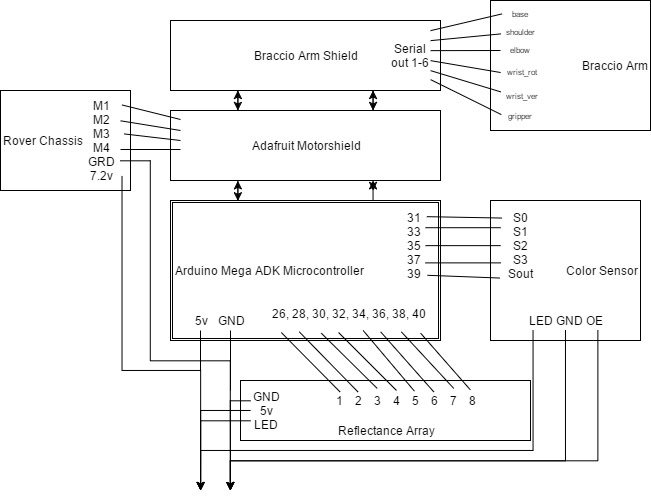 base
shoulder
elbow
wrist_rot
wrist_ver
gripper
Braccio Arm
Braccio Arm Shield
Serial
out 1-6
Adafruit Motorshield
Rover Chassis
M1
M2
M3
M4
GRD
7.2v
Arduino Mega ADK Microcontroller
31
33
35
37
39
S0
S1
S2
S3
Sout
Color Sensor
LED GND OE
5v GND
26, 28, 30, 32, 34, 36, 38, 40
GND
5v
LED
1 2 3 4 5 6 7 8
Reflectance Array